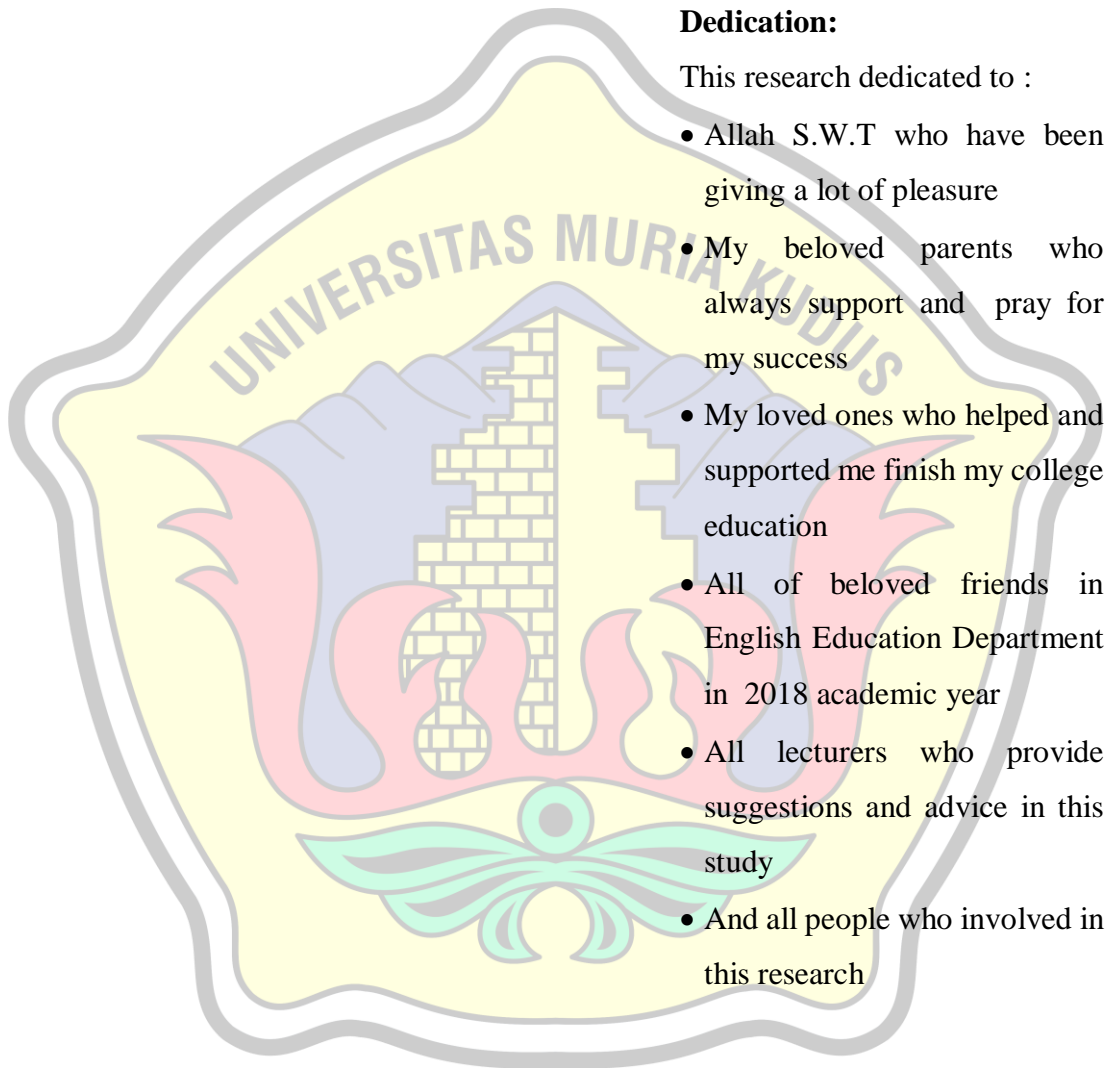 Dedication:
This research dedicated to :
• Allah S.W.T who have been
giving a lot of pleasure
• My beloved parents who
always support and pray for
my success
• My loved ones who helped and
supported me finish my college
education
• All of beloved friends in
English Education Department
in 2018 academic year
• All lecturers who provide
suggestions and advice in this
study
• And all people who involved in
this research
UNIVERSITAS MURIA KUDUS